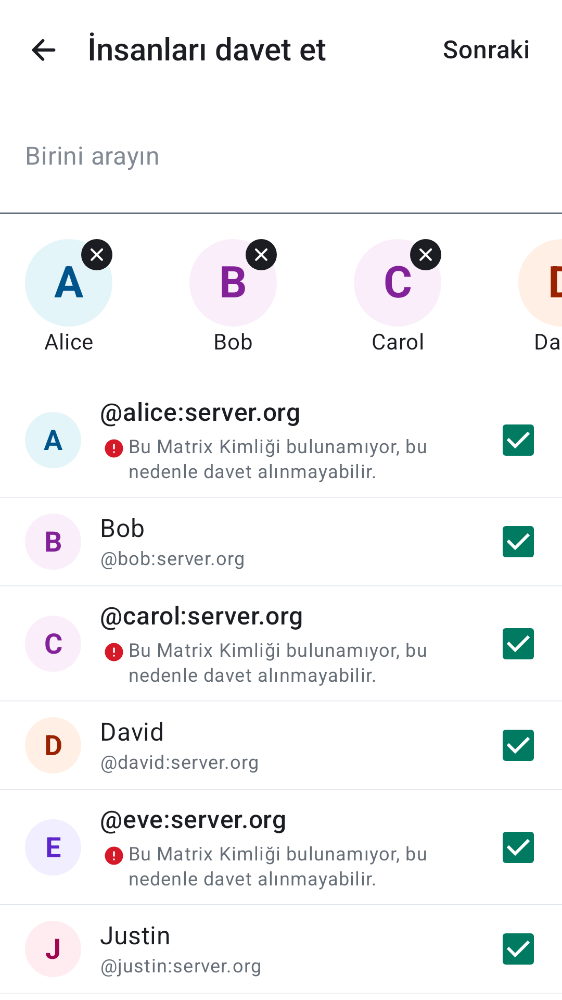 İnsanları davet et
Sonraki
Birini arayın
A
B
C
Alice
Bob
Carol
A
@alice:server.org
Bu Matrix Kimliği bulunamıyor, bu
nedenle davet alınmayabilir.
B
Bob
@bob:server.org
C
@carol:server.org
Bu Matrix Kimliği bulunamıyor, bu
nedenle davet alınmayabilir.
D
David
@david:server.org
E
@eve:server.org
Bu Matrix Kimliği bulunamıyor, bu
nedenle davet alınmayabilir.
J
Justin
@justin:server.org